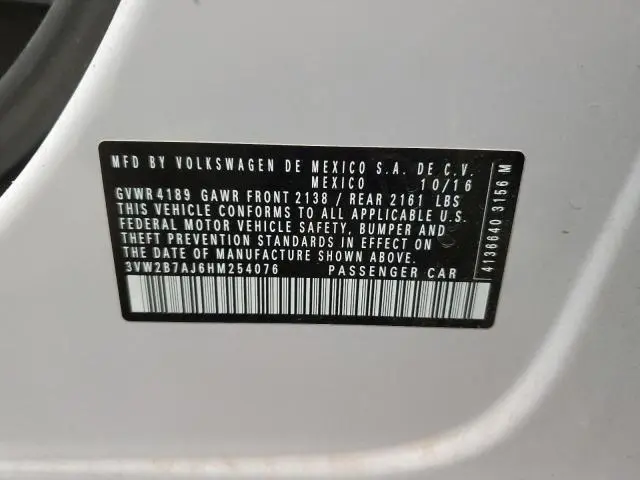 MFD BY VOLKSWAGEN DE MEXICO S.A. DE C.V.
MEXICO 10/16
GVWR 4189 GAWR FRONT 2138 / REAR 2161 LBS
THIS VEHICLE CONFORMS TO ALL APPLICABLE U.S.
FEDERAL MOTOR VEHICLE SAFETY, BUMPER AND
THEFT PREVENTION STANDARDS IN EFFECT ON
THE DATE OF MANUFACTURE SHOWN ABOVE.
3VW2B7AJ6HM254076 PASSENGER CAR
4138640 3156 M